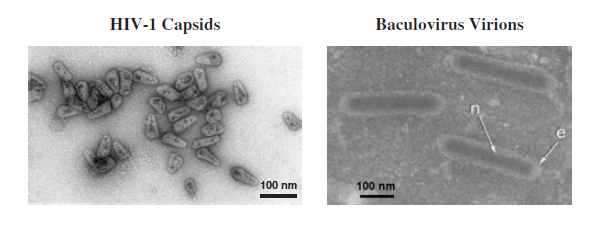 HIV-1 Capsids
Baculovirus Virions
100 nm
n
e
100 nm